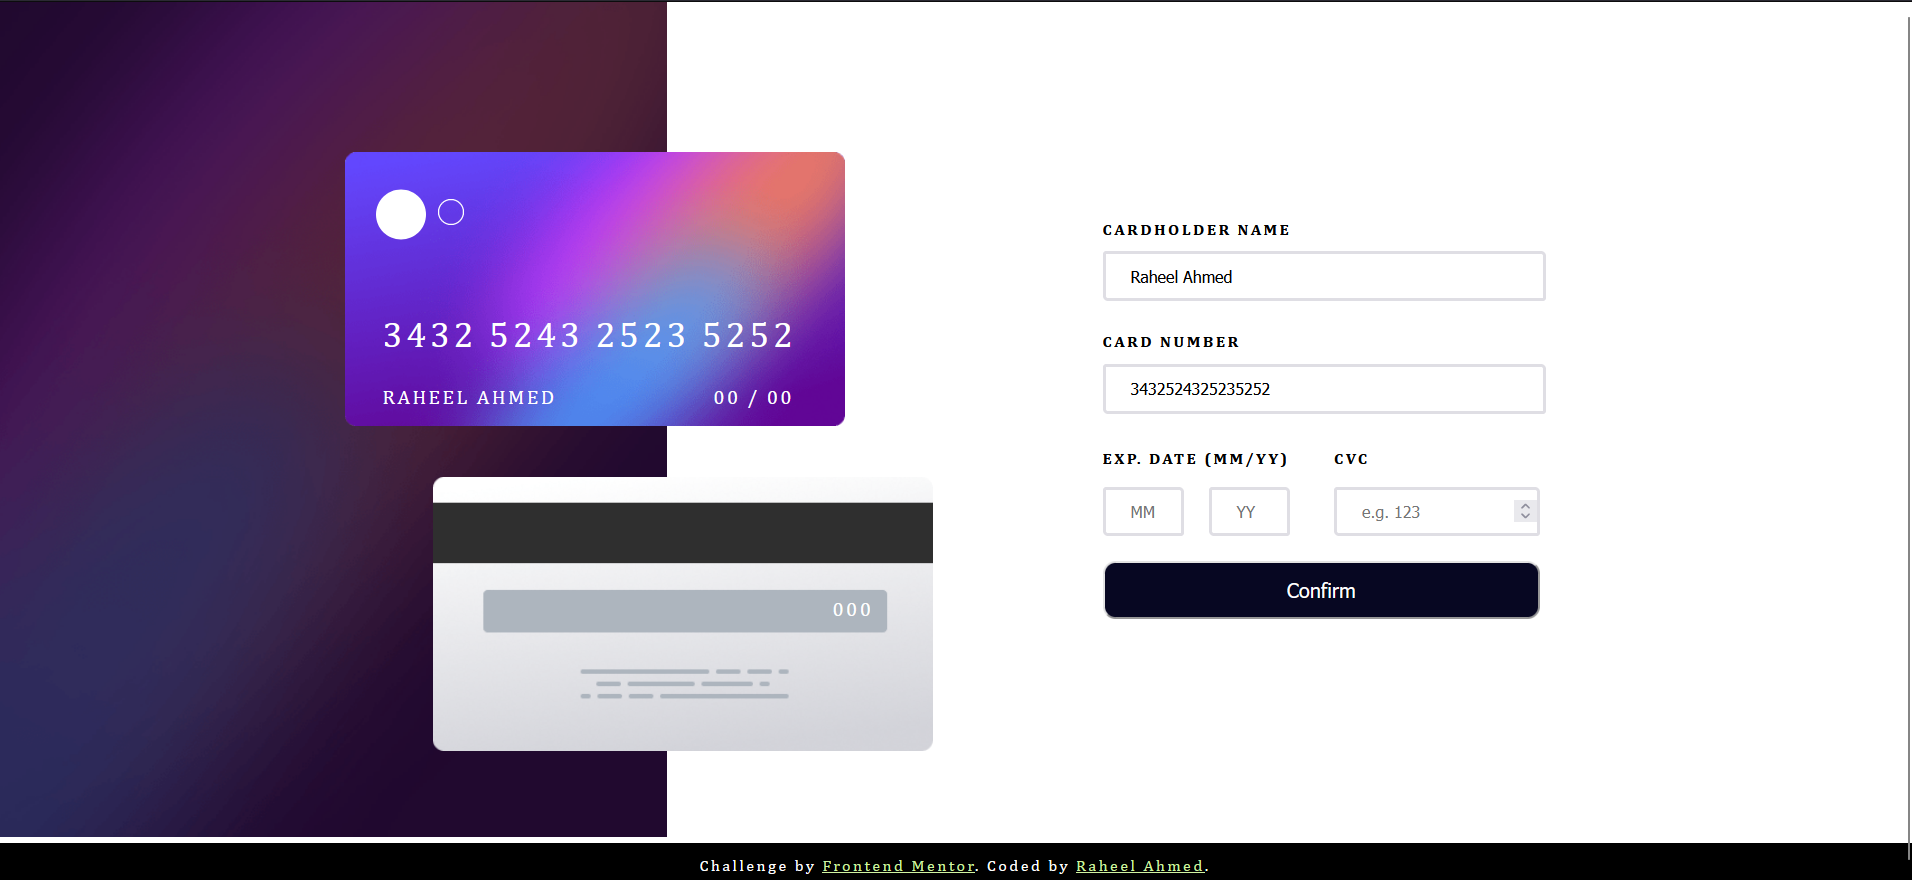 3432 5243 2523 5252
RAHEEL AHMED
00 / 00
000
CARDHOLDER NAME
Raheel Ahmed
CARD NUMBER
3432524325235252
EXP. DATE (MM/YY)
CVC
MM
YY
e.g. 123
Confirm
Challenge by Frontend Mentor. Coded by Raheel Ahmed.